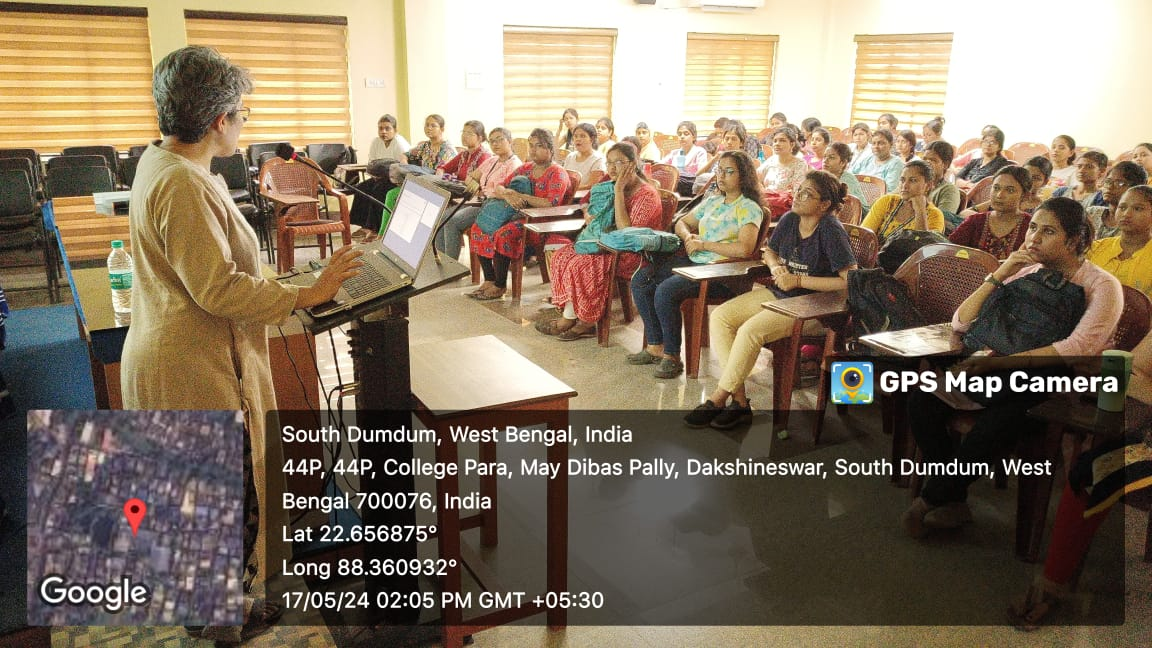 GPS Map Camera
South Dumdum, West Bengal, India
44P, 44P, College Para, May Dibas Pally, Dakshineswar, South Dumdum, West
Bengal 700076, India
Lat 22.656875°
Long 88.360932°
17/05/24 02:05 PM GMT +05:30
Google